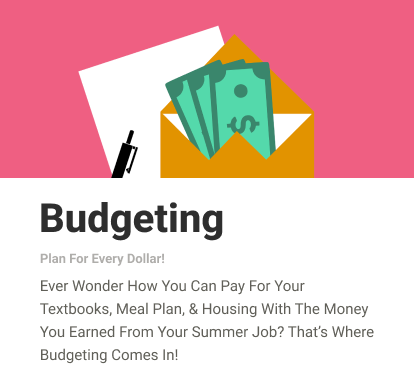 $
Budgeting
Plan For Every Dollar!
Ever Wonder How You Can Pay For Your
Textbooks, Meal Plan, & Housing With The Money
You Earned From Your Summer Job? That’s Where
Budgeting Comes In!